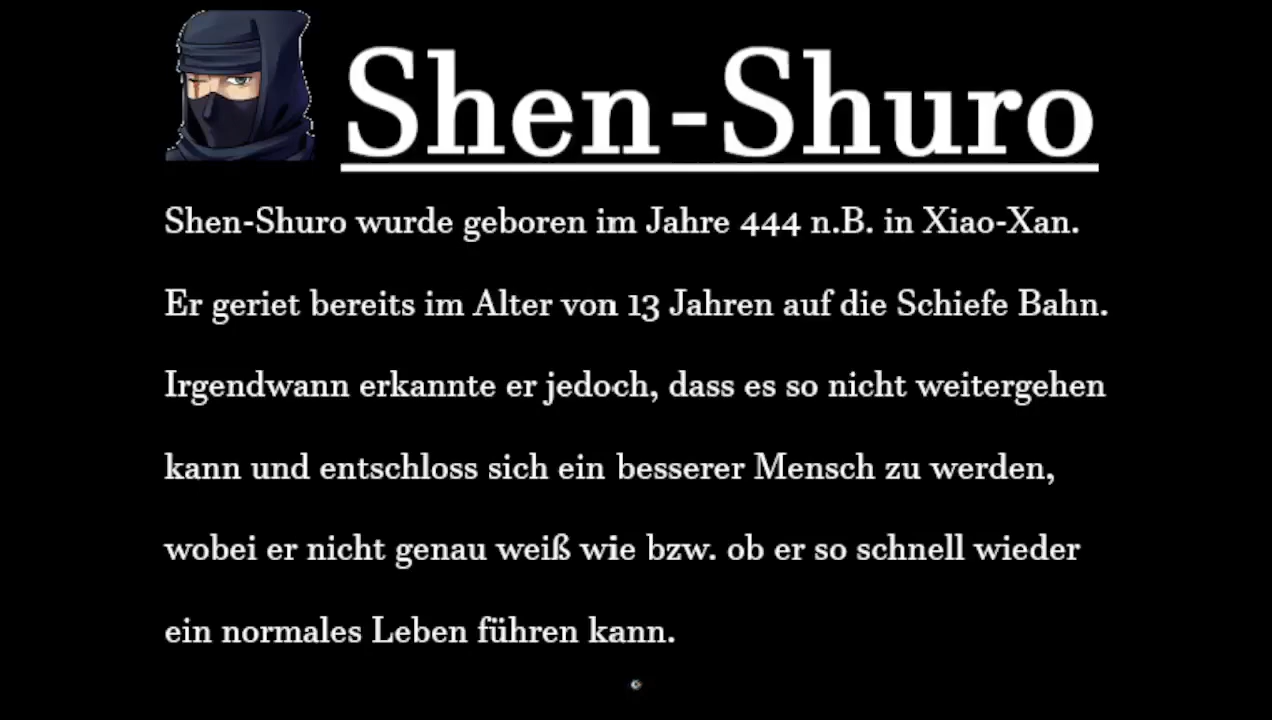 Shen-Shuro
Shen-Shuro wurde geboren im Jahre 444 n.B. in Xiao-Xan.
Er geriet bereits im Alter von 13 Jahren auf die Schiefe Bahn.
Irgendwann erkannte er jedoch, dass es so nicht weitergehen
kann und entschloss sich ein besserer Mensch zu werden,
wobei er nicht genau weiß wie bzw. ob er so schnell wieder
ein normales Leben führen kann.